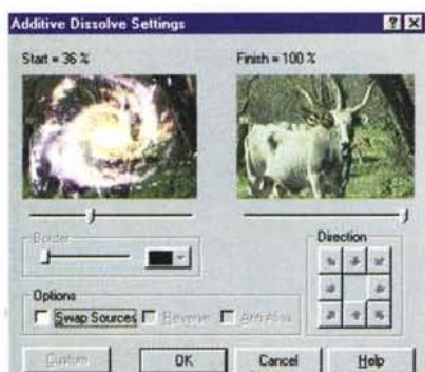 Additive Dissolve Settings
Start = 36 %
Finish = 100 %
Border
Direction
Options
Swap Sources
Reverse
Anti-Alias
Custom
OK
Cancel
Help